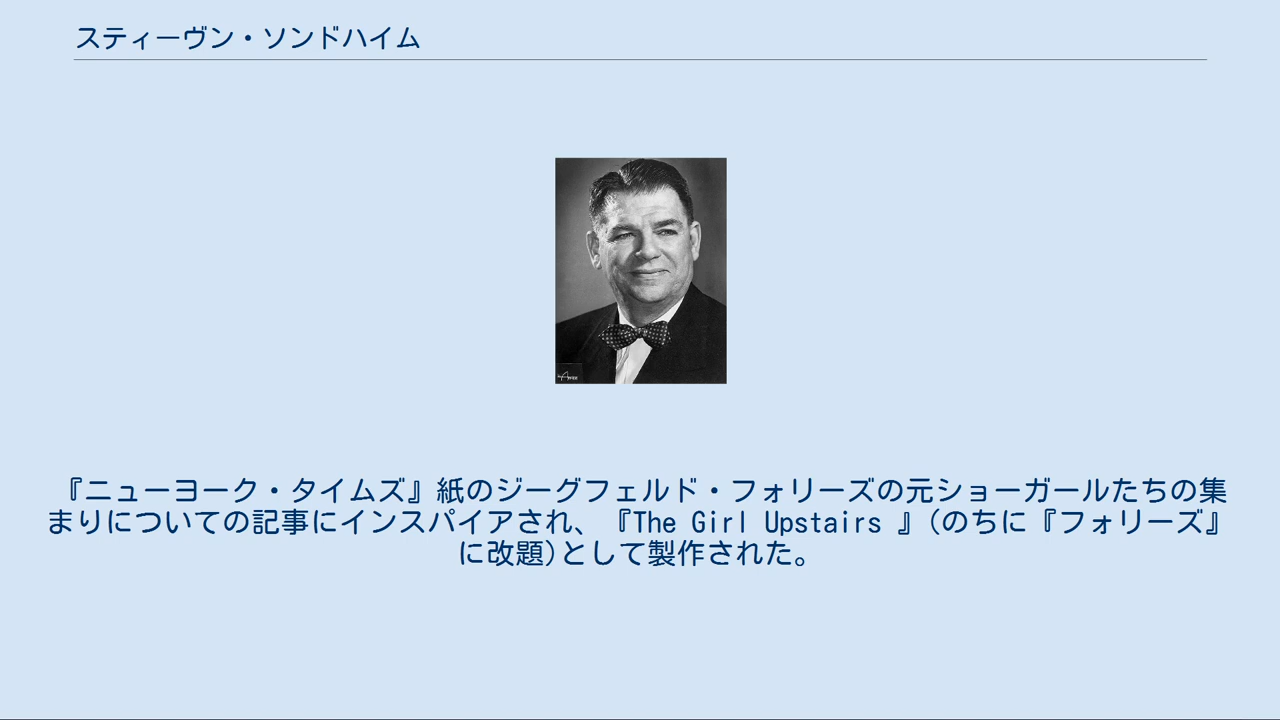 スティーヴン・ソンドハイム
『ニューヨーク・タイムズ』紙のジーグフェルド・フォリーズの元ショーガールたちの集
まりについての記事にインスパイアされ、『The Girl Upstairs 』(のちに『フォリーズ』
に改題)として製作された。